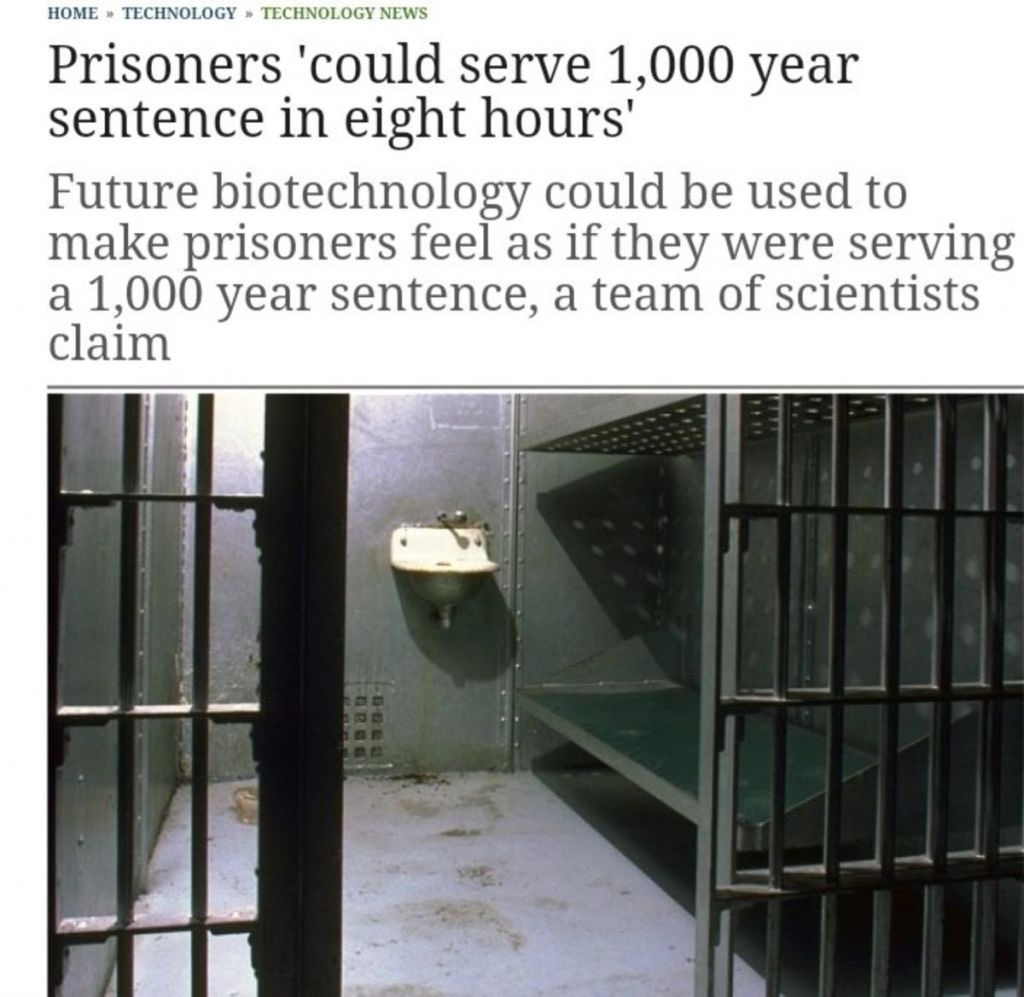 HOME » TECHNOLOGY » TECHNOLOGY NEWS
Prisoners 'could serve 1,000 year
sentence in eight hours'
Future biotechnology could be used to
make prisoners feel as if they were serving
a 1,000 year sentence, a team of scientists
claim